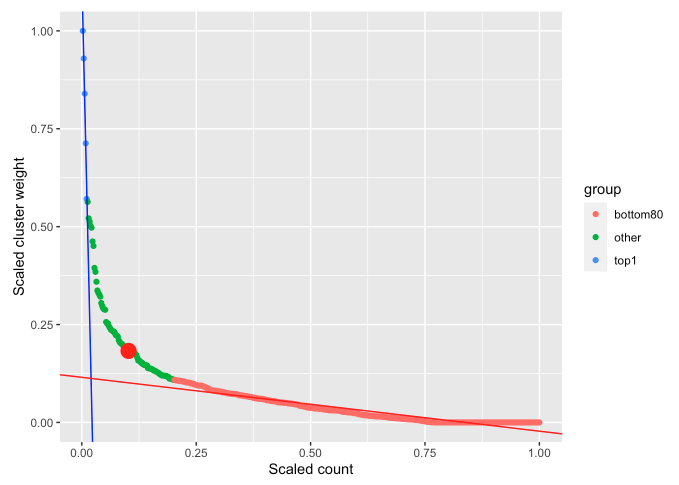 1.00
0.75
0.50
0.25
0.00
Scaled cluster weight
0.00 0.25 0.50 0.75 1.00
Scaled count
group
bottom80
other
top1